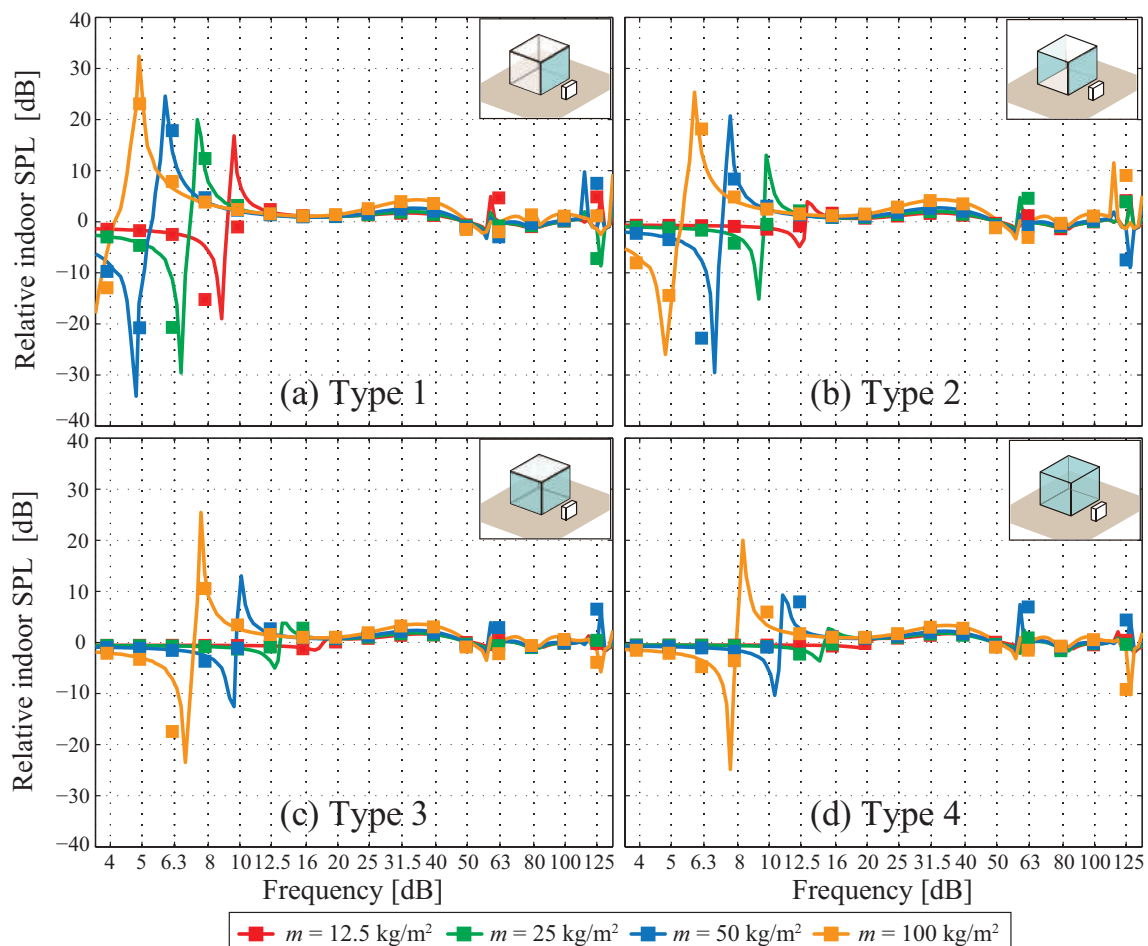 Relative indoor SPL [dB]
40
30
20
10
0
−10
−20
−30
−40
(a) Type 1
(b) Type 2
Relative indoor SPL [dB]
40
30
20
10
0
−10
−20
−30
−40
(c) Type 3
(d) Type 4
4 5 6.3 8 10 12.5 16 20 25 31.5 40 50 63 80 100 125
4 5 6.3 8 10 12.5 16 20 25 31.5 40 50 63 80 100 125
Frequency [dB]
Frequency [dB]
m = 12.5 kg/m² m = 25 kg/m² m = 50 kg/m² m = 100 kg/m²